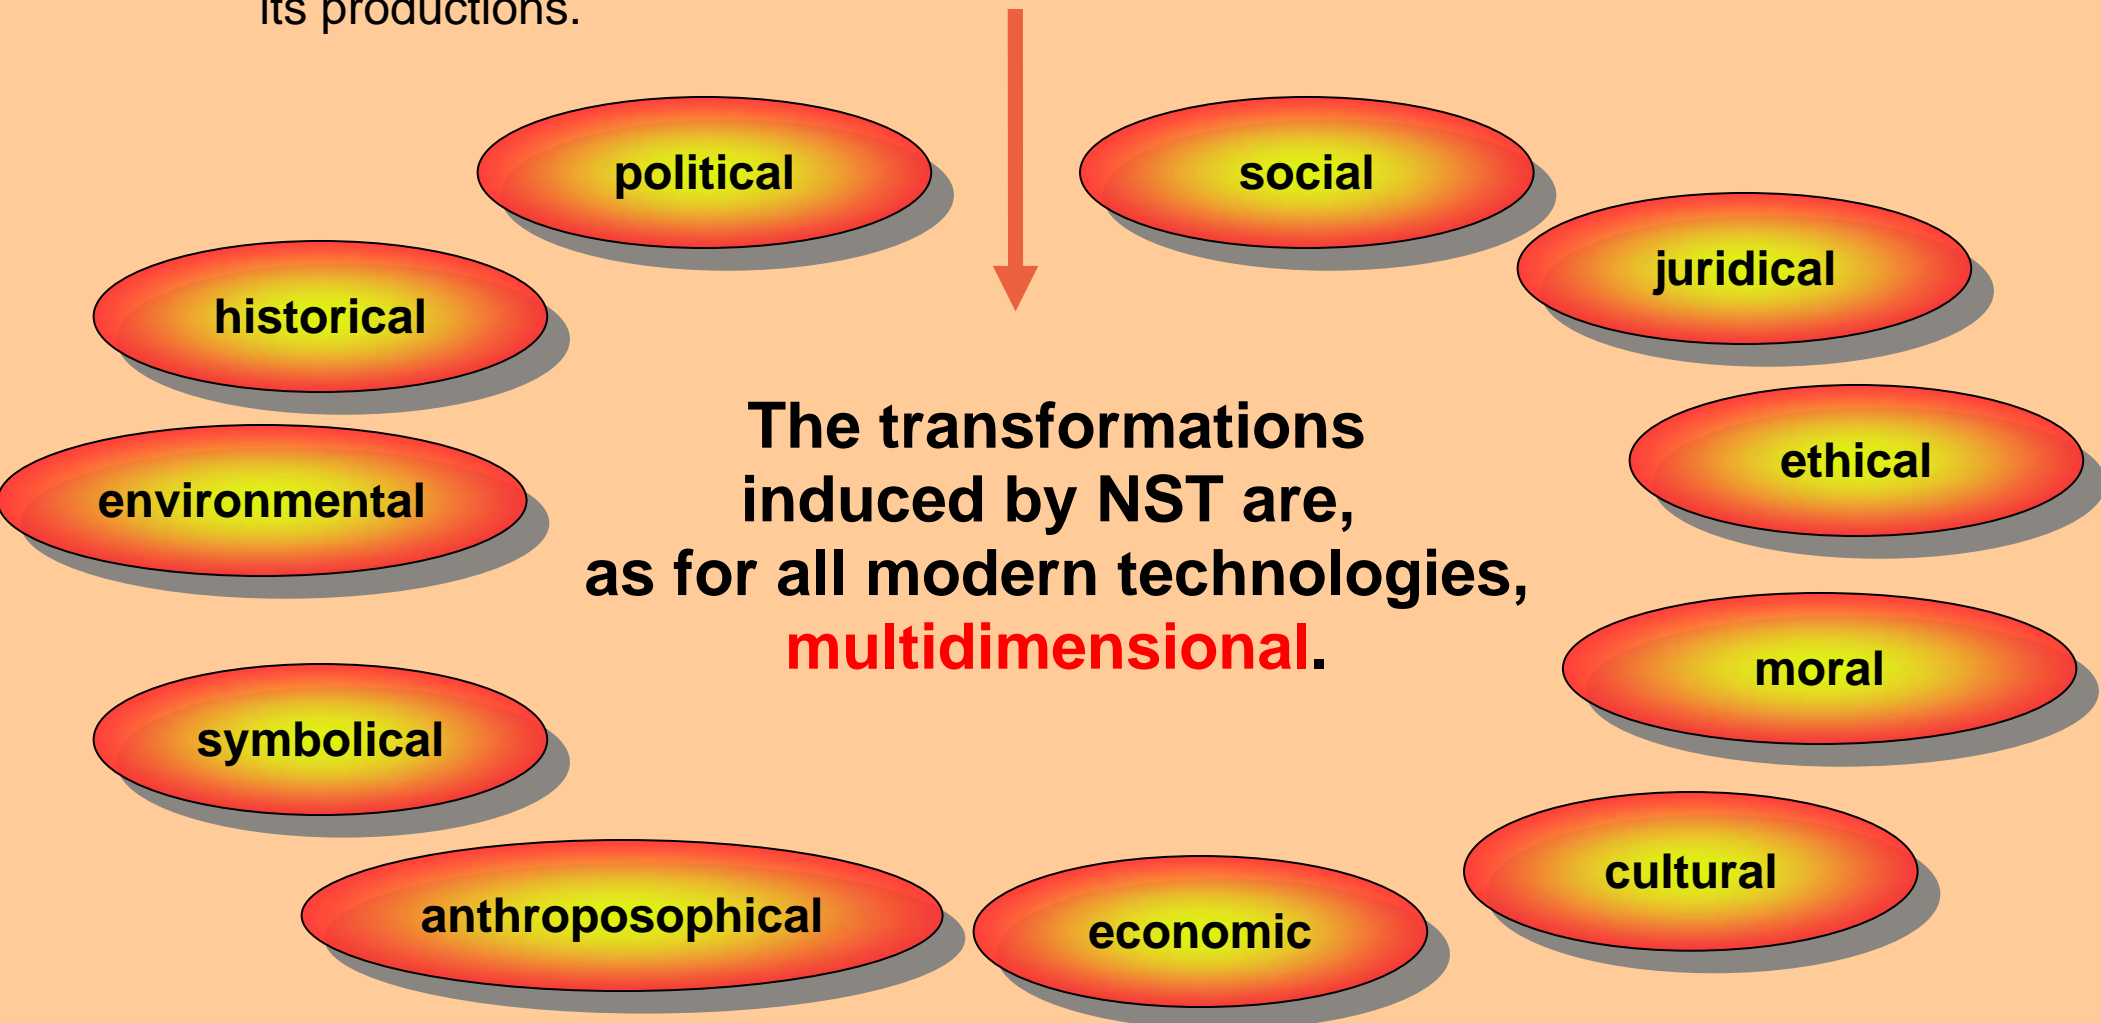 its productions.
political
social
juridical
historical
ethical
environmental
The transformations
induced by NST are,
as for all modern technologies,
multidimensional.
moral
symbolical
cultural
anthroposophical
economic